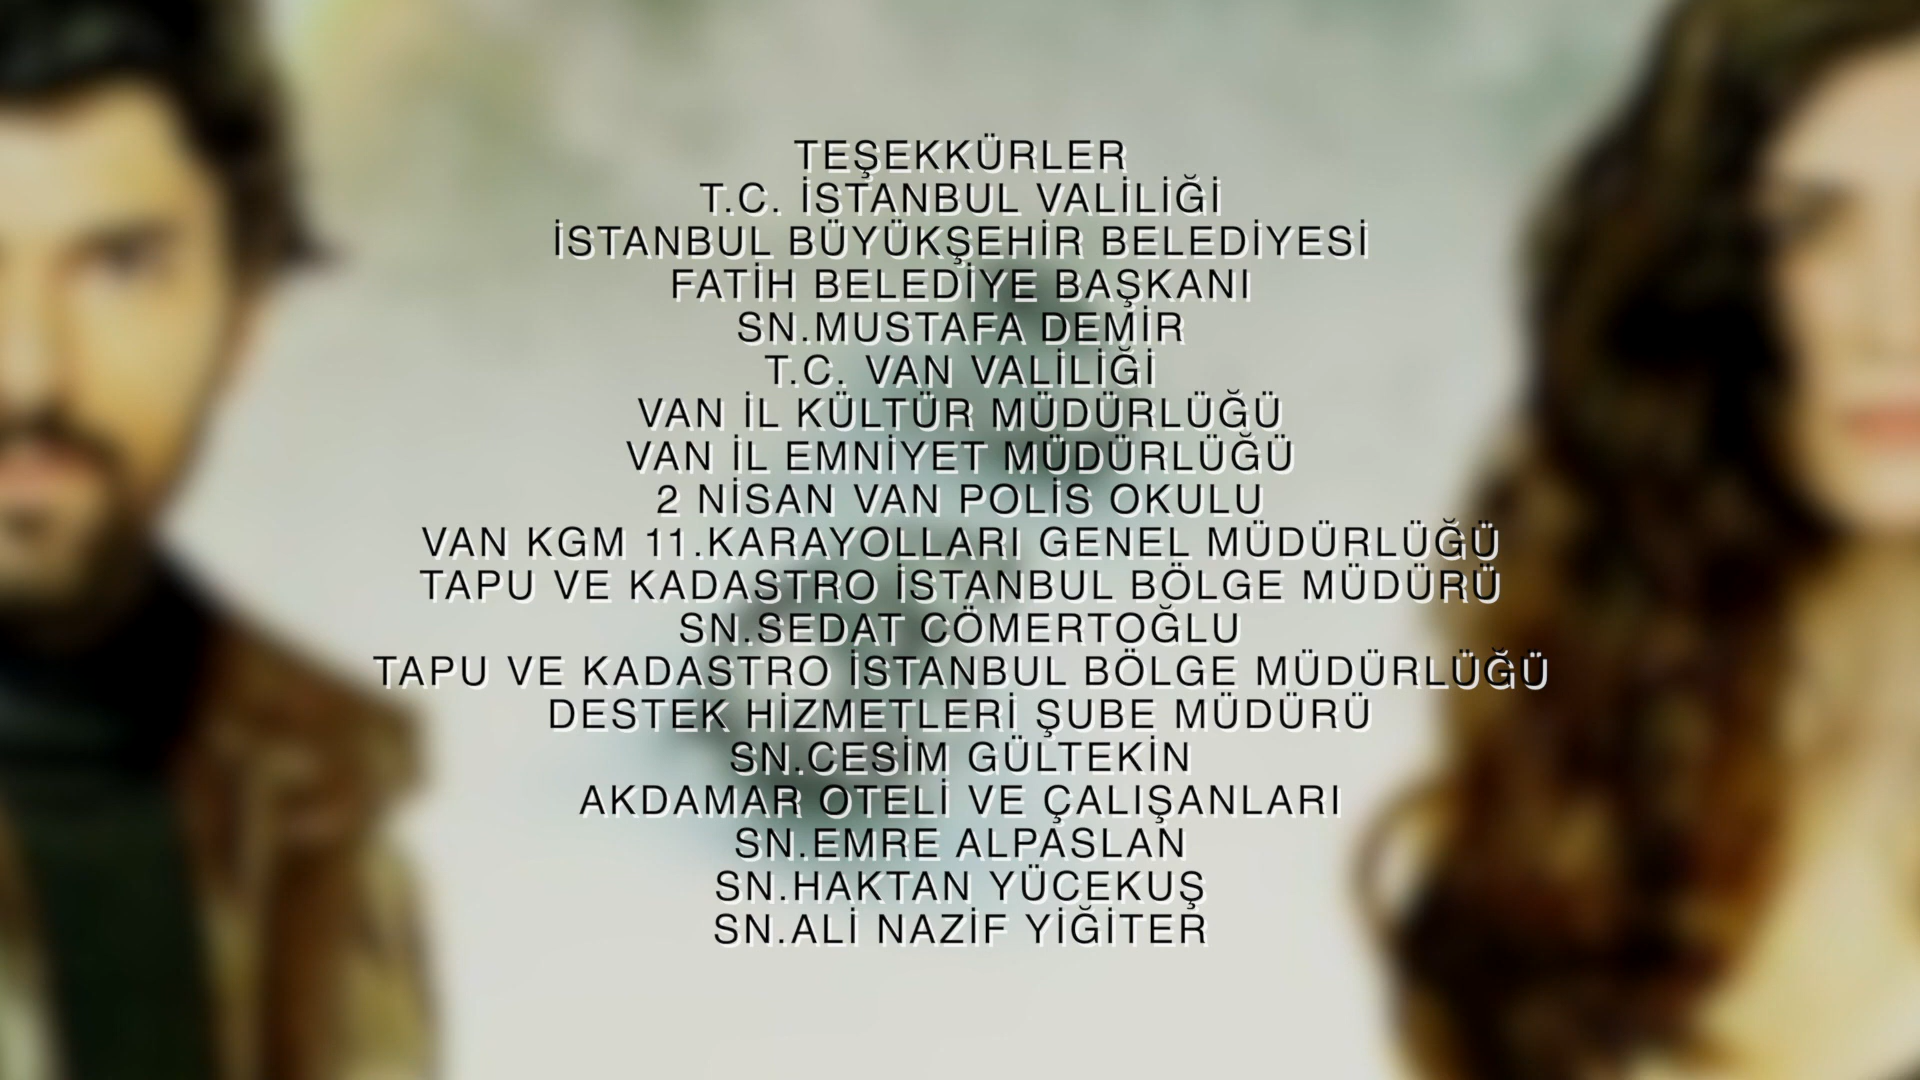 TEŞEKKÜRLER
T.C. İSTANBUL VALİLİĞİ
İSTANBUL BÜYÜKŞEHİR BELEDİYESİ
FATİH BELEDİYE BAŞKANI
SN.MUSTAFA DEMİR
T.C. VAN VALİLİĞİ
VAN İL KÜLTÜR MÜDÜRLÜĞÜ
VAN İL EMNİYET MÜDÜRLÜĞÜ
2 NİSAN VAN POLİS OKULU
VAN KGM 11.KARAYOLLARI GENEL MÜDÜRLÜĞÜ
TAPU VE KADASTRO İSTANBUL BÖLGE MÜDÜRÜ
SN.SEDAT CÖMERTOĞLU
TAPU VE KADASTRO İSTANBUL BÖLGE MÜDÜRLÜĞÜ
DESTEK HİZMETLERİ ŞUBE MÜDÜRÜ
SN.CESİM GÜLTEKİN
AKDAMAR OTELİ VE ÇALIŞANLARI
SN.EMRE ALPASLAN
SN.HAKTAN YÜCEKUŞ
SN.ALİ NAZİF YİĞİTER